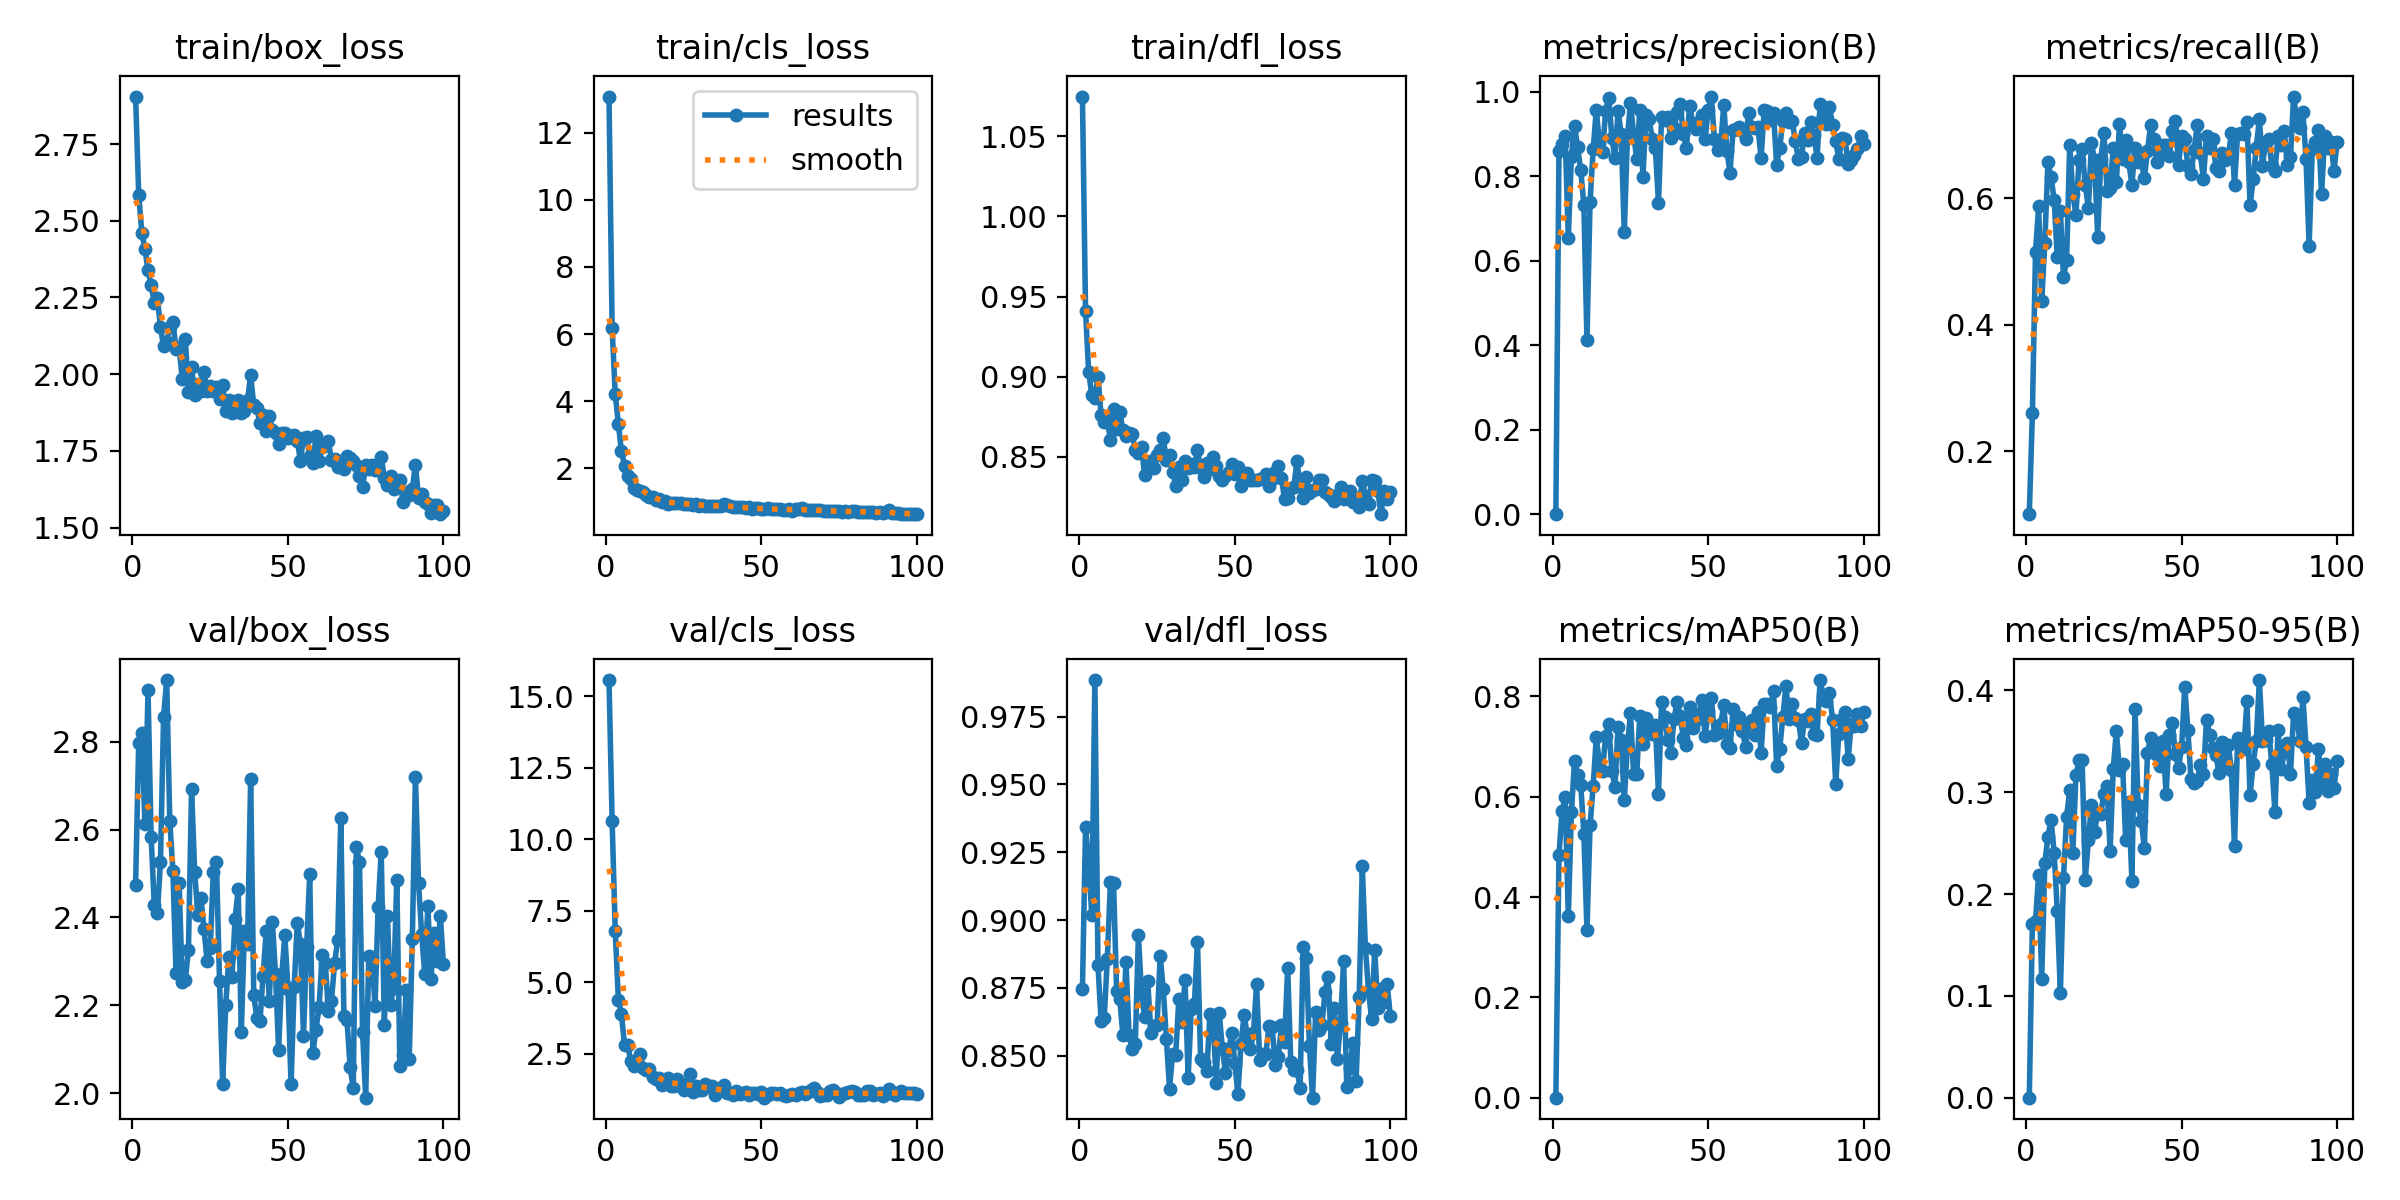 train/box_loss
2.75
2.50
2.25
2.00
1.75
1.50
0 50 100
train/cls_loss
results
smooth
12
10
8
6
4
2
0 50 100
train/dfl_loss
1.05
1.00
0.95
0.90
0.85
0 50 100
metrics/precision(B)
1.0
0.8
0.6
0.4
0.2
0.0
0 50 100
metrics/recall(B)
0.6
0.4
0.2
0 50 100
val/box_loss
2.8
2.6
2.4
2.2
2.0
0 50 100
val/cls_loss
15.0
12.5
10.0
7.5
5.0
2.5
0 50 100
val/dfl_loss
0.975
0.950
0.925
0.900
0.875
0.850
0 50 100
metrics/mAP50(B)
0.8
0.6
0.4
0.2
0.0
0 50 100
metrics/mAP50-95(B)
0.4
0.3
0.2
0.1
0.0
0 50 100